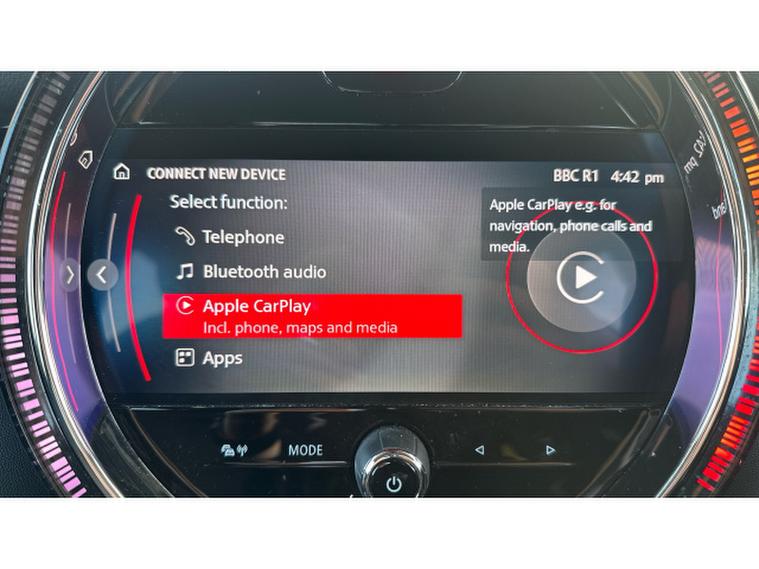 CONNECT NEW DEVICE
BBC R1 4:42 pm
Select function:
Telephone
Bluetooth audio
Apple CarPlay
Incl. phone, maps and media
Apps
Apple CarPlay e.g. for
navigation, phone calls and
media.
MODE